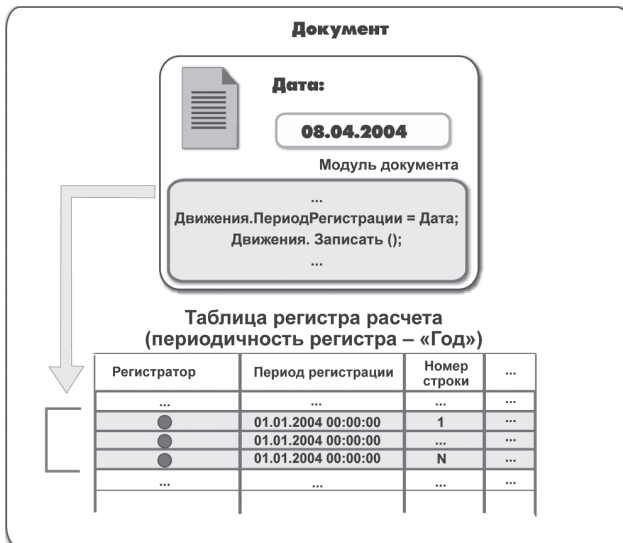 Документ
Дата:
08.04.2004
Модуль документа
...
Движения.ПериодРегистрации = Дата;
Движения. Записать ();
...
Таблица регистра расчета
(периодичность регистра – «Год»)
Регистратор Период регистрации Номер строки ...
... ... ... ...
01.01.2004 00:00:00 1 ...
01.01.2004 00:00:00 ... ...
01.01.2004 00:00:00 N ...
... ... ... ...